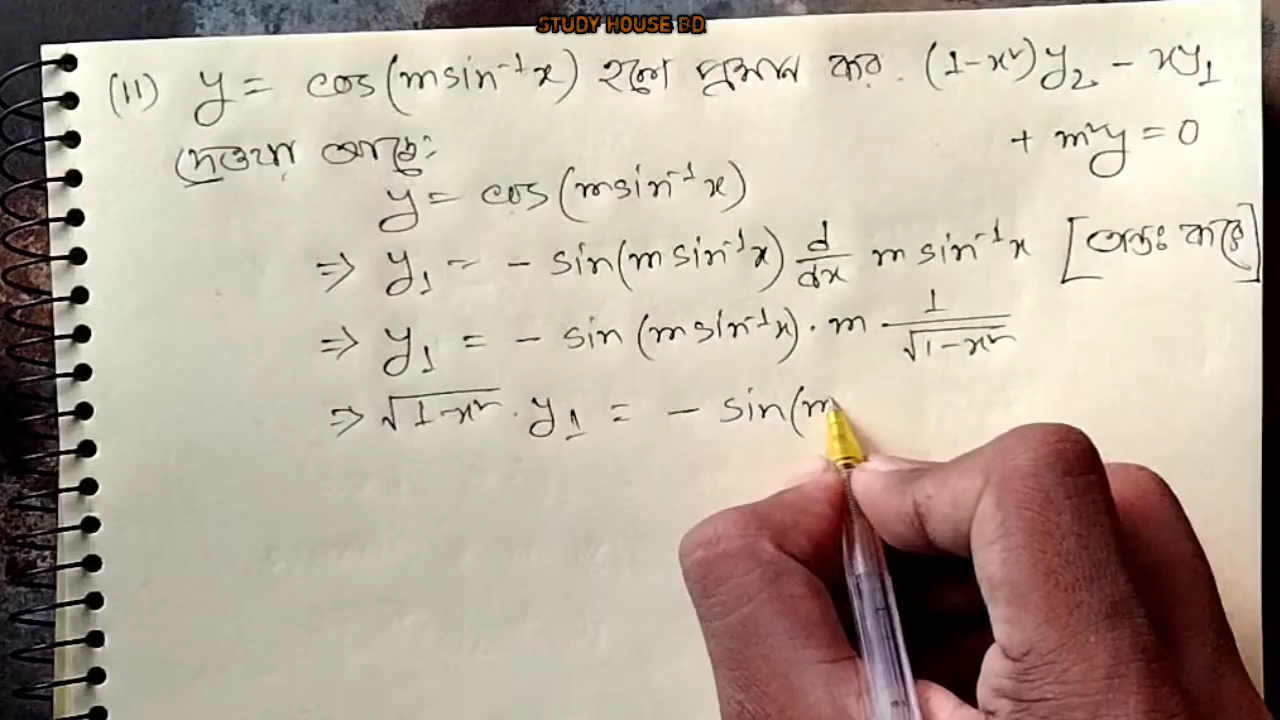 STUDY HOUSE BD
(11) y = cos(m sin⁻¹x) হলে প্রমাণ কর. (1-x²)y₂ - xy₁
+ m²y = 0
দেওয়া আছে:
y = cos(m sin⁻¹x)
⇒ y₁ = - sin(m sin⁻¹x) d/dx m sin⁻¹x [অন্তঃ করে]
⇒ y₁ = - sin(m sin⁻¹x) · m 1/√(1-x²)
⇒ √(1-x²) · y₁ = - sin(m